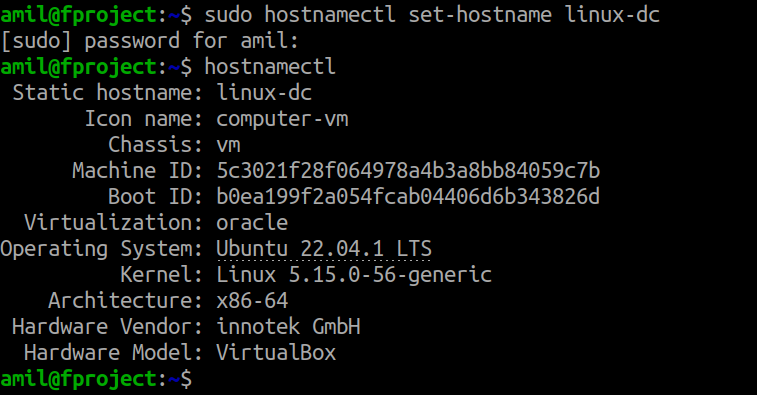 amil@fproject:~$ sudo hostnamectl set-hostname linux-dc
[sudo] password for amil:
amil@fproject:~$ hostnamectl
Static hostname: linux-dc
Icon name: computer-vm
Chassis: vm
Machine ID: 5c3021f28f064978a4b3a8bb84059c7b
Boot ID: b0ea199f2a054fcab04406d6b343826d
Virtualization: oracle
Operating System: Ubuntu 22.04.1 LTS
Kernel: Linux 5.15.0-56-generic
Architecture: x86-64
Hardware Vendor: innotek GmbH
Hardware Model: VirtualBox
amil@fproject:~$